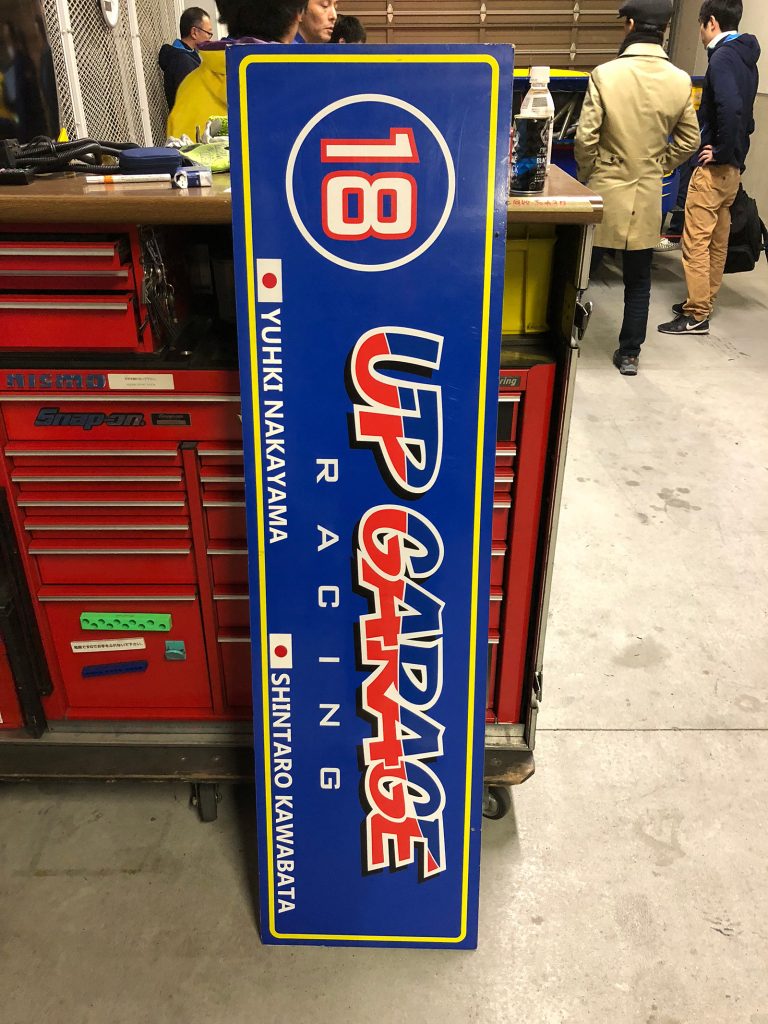 18
UP GARAGE
RACING
YUHKI NAKAYAMA
SHINTARO KAWABATA
NISMO
Snap-on